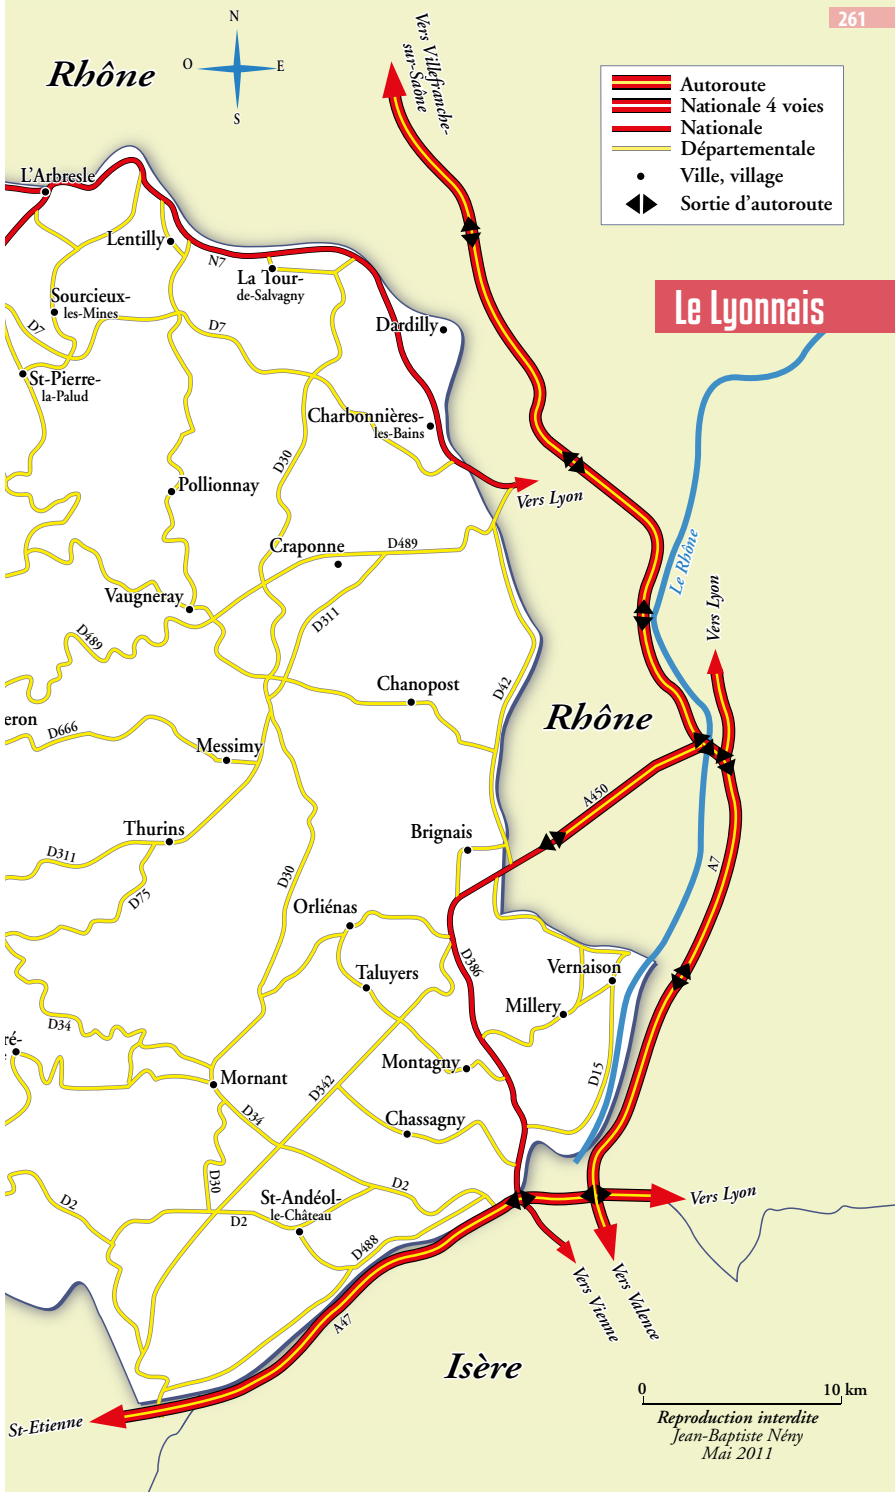 261
N
O
E
S
Rhône
Vers Villefranche-
sur-Saône
Autoroute
Nationale 4 voies
Nationale
Départementale
Ville, village
Sortie d'autoroute
L'Arbresle
Lentilly
N7
La Tour-
de-Salvagny
Le Lyonnais
Sourcieux-
les-Mines
D7
D7
Dardilly
St-Pierre-
la-Palud
Charbonnières-
les-Bains
D30
Pollionnay
Vers Lyon
Craponne
D489
Le Rhône
Vers Lyon
Vaugneray
D311
D489
Chanopost
D42
eron
D666
Rhône
Messimy
A450
Thurins
Brignais
D311
A7
D30
D75
Orliénas
D386
Vernaison
Taluyers
Millery
D34
ré-
Montagny
D15
Mornant
D342
D34
Chassagny
D30
D2
D2
St-Andéol-
le-Château
D2
Vers Lyon
D488
Vers Vienne
Vers Valence
A47
Isère
0
10 km
St-Etienne
Reproduction interdite
Jean-Baptiste Nény
Mai 2011